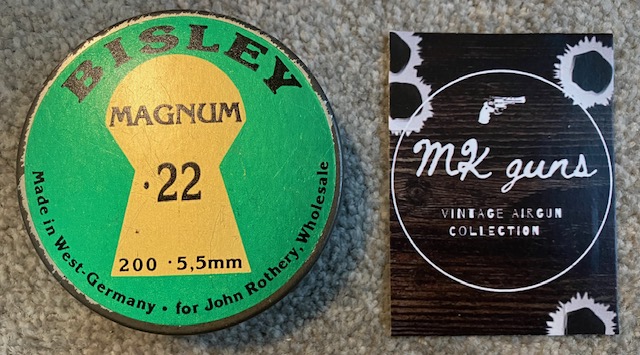 BISLEY
MAGNUM
·22
200 · 5,5mm
Made in West-Germany · for John Rothery, Wholesale
MK guns
VINTAGE AIRGUN
COLLECTION